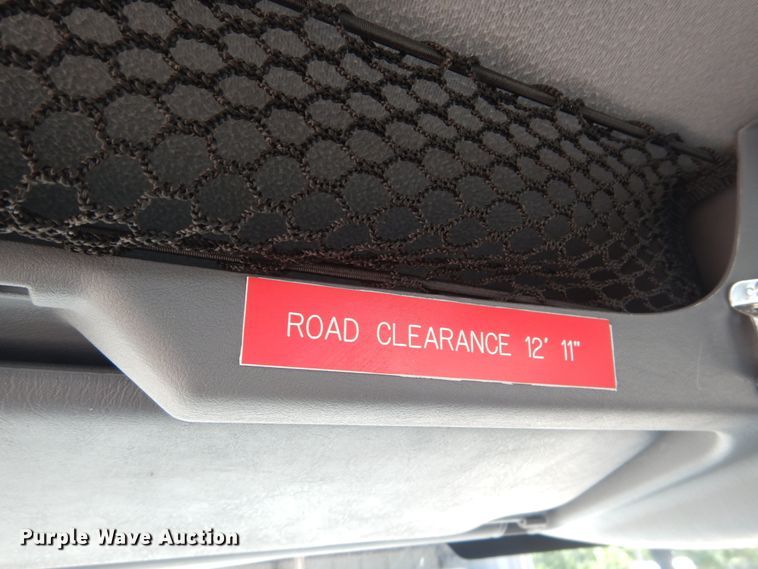 ROAD CLEARANCE 12' 11"
Purple Wave Auction